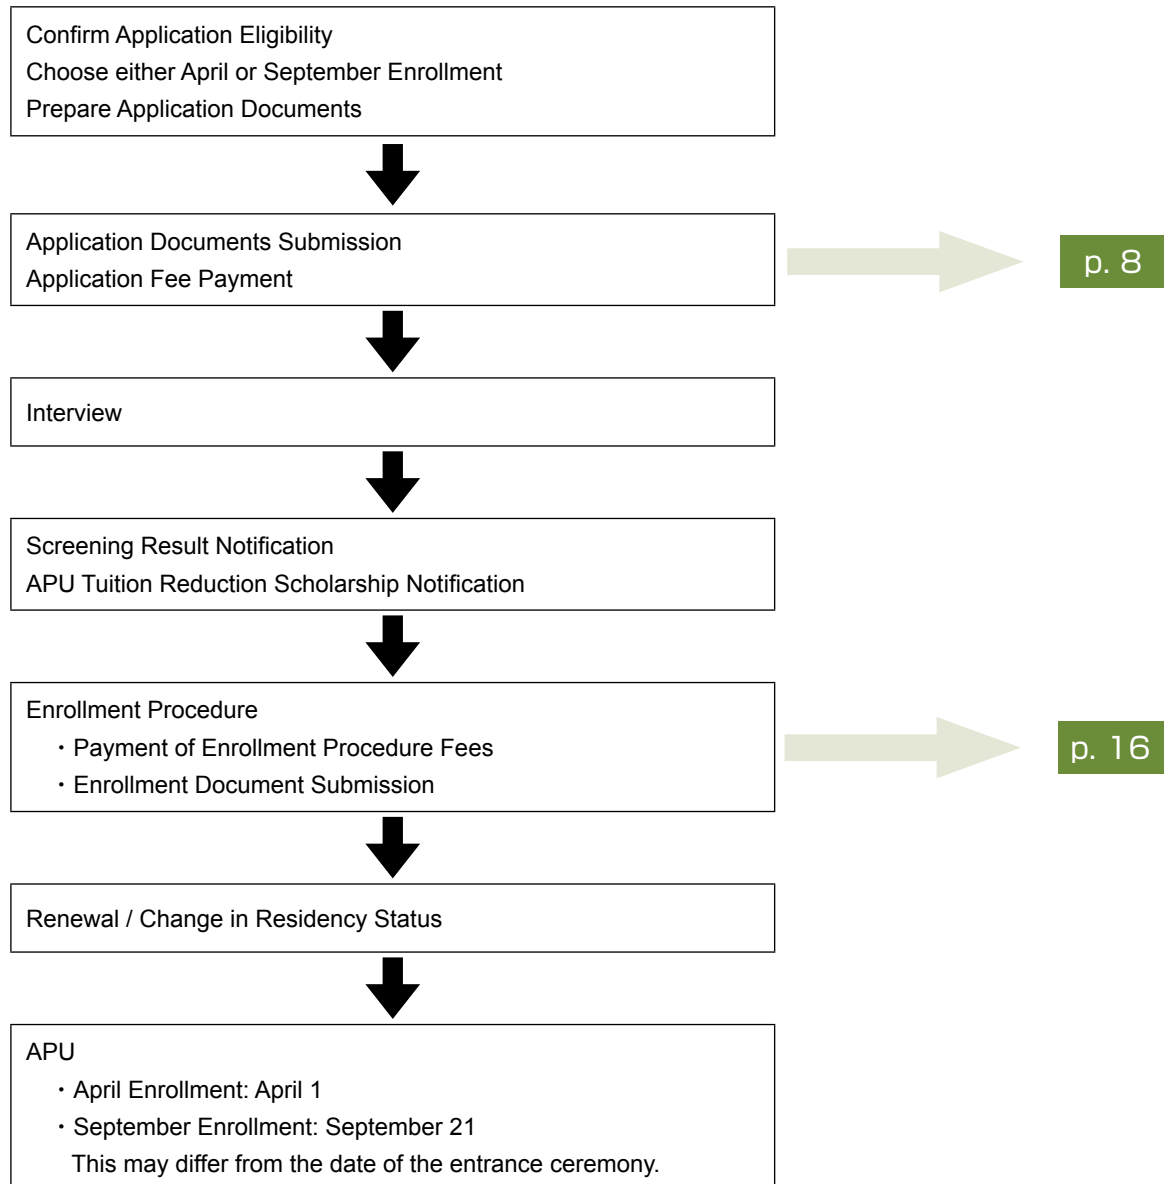 Confirm Application Eligibility
Choose either April or September Enrollment
Prepare Application Documents
Application Documents Submission
Application Fee Payment
p. 8
Interview
Screening Result Notification
APU Tuition Reduction Scholarship Notification
Enrollment Procedure
・Payment of Enrollment Procedure Fees
・Enrollment Document Submission
p. 16
Renewal / Change in Residency Status
APU
・April Enrollment: April 1
・September Enrollment: September 21
This may differ from the date of the entrance ceremony.